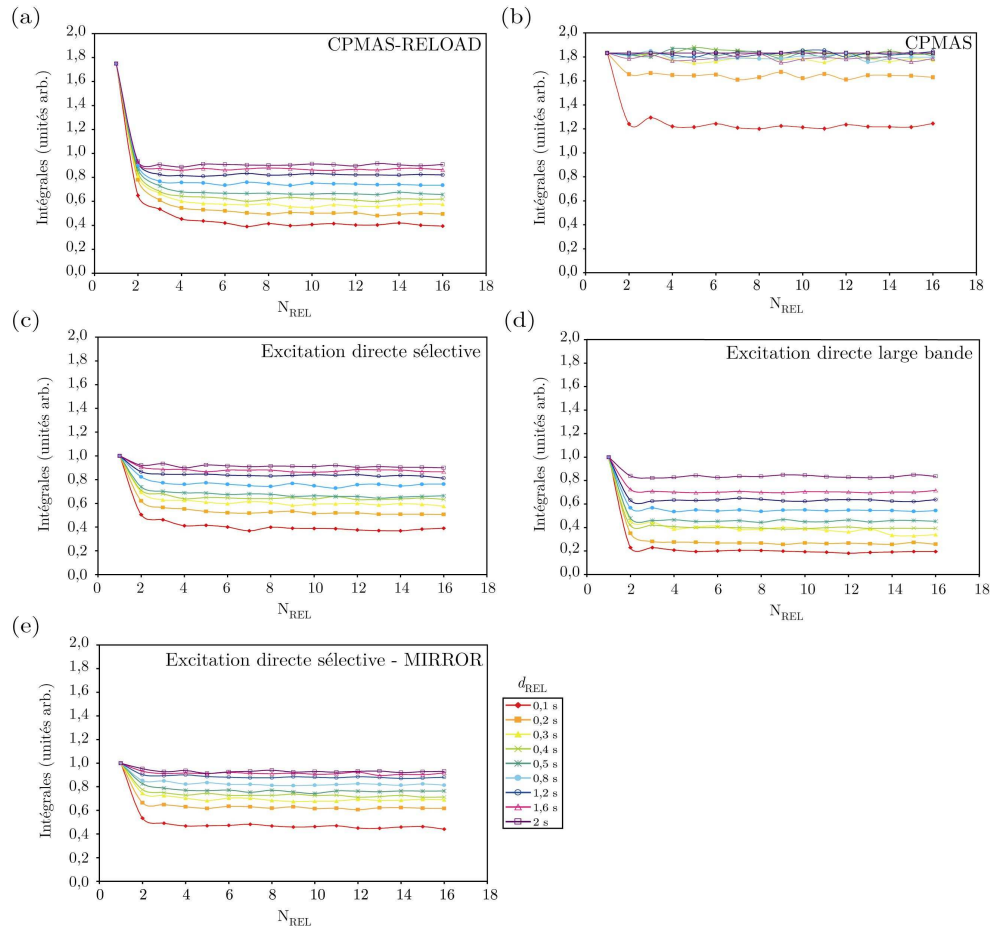 (a)
CPMAS-RELOAD
Intégrales (unités arb.)
2,0
1,8
1,6
1,4
1,2
1,0
0,8
0,6
0,4
0,2
0,0
0 2 4 6 8 10 12 14 16 18
N_REL
(b)
CPMAS
Intégrales (unités arb.)
2,0
1,8
1,6
1,4
1,2
1,0
0,8
0,6
0,4
0,2
0,0
0 2 4 6 8 10 12 14 16 18
N_REL
(c)
Excitation directe sélective
Intégrales (unités arb.)
2,0
1,8
1,6
1,4
1,2
1,0
0,8
0,6
0,4
0,2
0,0
0 2 4 6 8 10 12 14 16 18
N_REL
(d)
Excitation directe large bande
Intégrales (unités arb.)
2,0
1,8
1,6
1,4
1,2
1,0
0,8
0,6
0,4
0,2
0,0
0 2 4 6 8 10 12 14 16 18
N_REL
(e)
Excitation directe sélective - MIRROR
Intégrales (unités arb.)
2,0
1,8
1,6
1,4
1,2
1,0
0,8
0,6
0,4
0,2
0,0
0 2 4 6 8 10 12 14 16 18
N_REL
d_REL
0,1 s
0,2 s
0,3 s
0,4 s
0,5 s
0,8 s
1,2 s
1,6 s
2 s